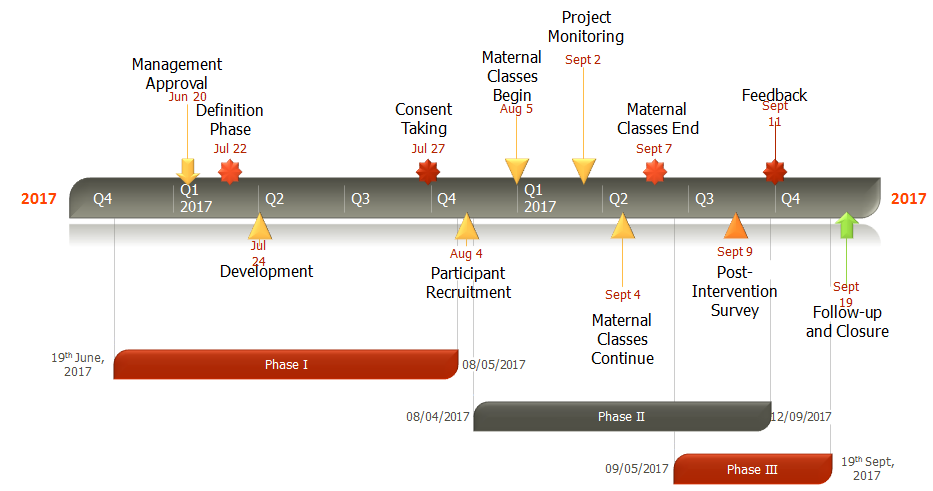 Project
Monitoring
Sept 2
Maternal
Classes
Begin
Aug 5
Management
Approval
Jun 20
Definition
Phase
Jul 22
Consent
Taking
Jul 27
Maternal
Classes End
Sept 7
Feedback
Sept
11
2017
Q4
Q1
2017
Q2
Q3
Q4
Q1
2017
Q2
Q3
Q4
2017
Jul
24
Development
Aug 4
Participant
Recruitment
Sept 4
Maternal
Classes
Continue
Sept 9
Post-
Intervention
Survey
Sept
19
Follow-up
and Closure
19th June,
2017
Phase I
08/05/2017
08/04/2017
Phase II
12/09/2017
09/05/2017
Phase III
19th Sept,
2017